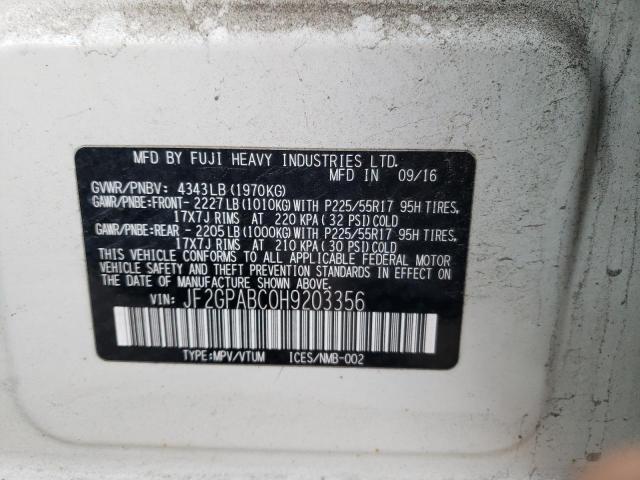 MFD BY FUJI HEAVY INDUSTRIES LTD.
MFD IN 09/16
GVWR/PNBV: 4343LB(1970KG)
GAWR/PNBE:FRONT- 2227LB(1010KG)WITH P225/55R17 95H TIRES,
17X7J RIMS AT 220 KPA(32 PSI)COLD
GAWR/PNBE:REAR - 2205LB(1000KG)WITH P225/55R17 95H TIRES,
17X7J RIMS AT 210 KPA(30 PSI)COLD
THIS VEHICLE CONFORMS TO ALL APPLICABLE FEDERAL MOTOR
VEHICLE SAFETY AND THEFT PREVENTION STANDARDS IN EFFECT ON
THE DATE OF MANUFACTURE SHOWN ABOVE.
VIN: JF2GPABC0H9203356
TYPE:MPV/VTUM ICES/NMB-002